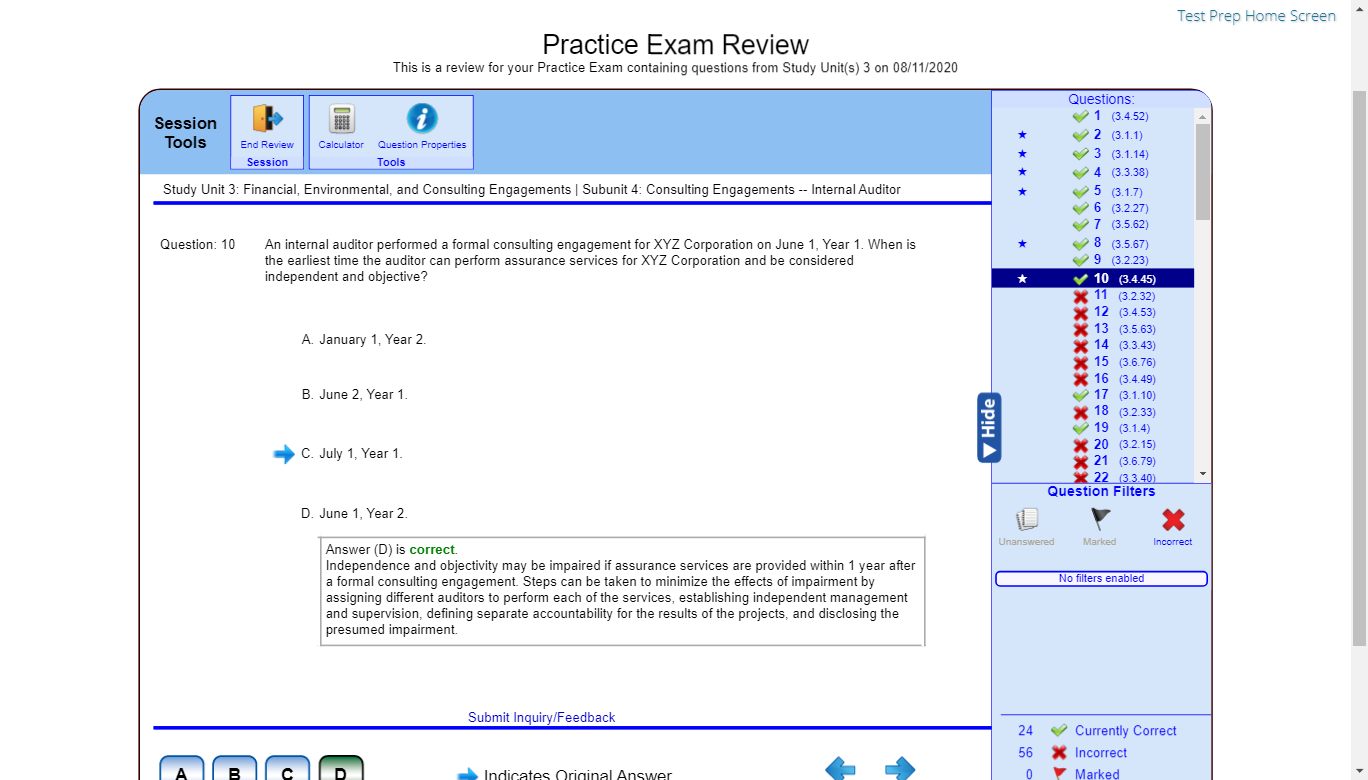 Test Prep Home Screen
Practice Exam Review
This is a review for your Practice Exam containing questions from Study Unit(s) 3 on 08/11/2020
Session
Tools
End Review
Session
Calculator
Question Properties
Tools
Study Unit 3: Financial, Environmental, and Consulting Engagements | Subunit 4: Consulting Engagements -- Internal Auditor
Question: 10
An internal auditor performed a formal consulting engagement for XYZ Corporation on June 1, Year 1. When is
the earliest time the auditor can perform assurance services for XYZ Corporation and be considered
independent and objective?
A. January 1, Year 2.
B. June 2, Year 1.
C. July 1, Year 1.
D. June 1, Year 2.
Answer (D) is correct.
Independence and objectivity may be impaired if assurance services are provided within 1 year after
a formal consulting engagement. Steps can be taken to minimize the effects of impairment by
assigning different auditors to perform each of the services, establishing independent management
and supervision, defining separate accountability for the results of the projects, and disclosing the
presumed impairment.
Submit Inquiry/Feedback
A B C D
Indicates Original Answer
Questions:
1 (3.4.52)
2 (3.1.1)
3 (3.1.14)
4 (3.3.38)
5 (3.1.7)
6 (3.2.27)
7 (3.5.62)
8 (3.5.67)
9 (3.2.23)
10 (3.4.45)
11 (3.2.32)
12 (3.4.53)
13 (3.5.63)
14 (3.3.43)
15 (3.6.76)
16 (3.4.49)
17 (3.1.10)
18 (3.2.33)
19 (3.1.4)
20 (3.2.15)
21 (3.6.79)
22 (3.3.40)
Hide
Question Filters
Unanswered
Marked
Incorrect
No filters enabled
24 Currently Correct
56 Incorrect
0 Marked